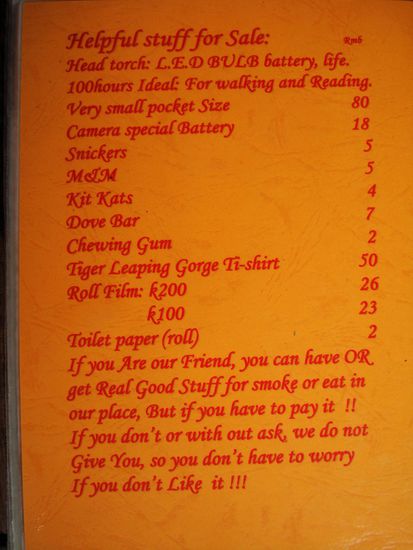 Helpful stuff for Sale: Rmb
Head torch: L.E.D BULB battery, life.
100hours Ideal: For walking and Reading.
Very small pocket Size 80
Camera special Battery 18
Snickers 5
M&M 5
Kit Kats 4
Dove Bar 7
Chewing Gum 2
Tiger Leaping Gorge Ti-shirt 50
Roll Film: k200 26
k100 23
Toilet paper (roll) 2
If you Are our Friend, you can have OR
get Real Good Stuff for smoke or eat in
our place, But if you have to pay it !!
If you don't or with out ask, we do not
Give You, so you don't have to worry
If you don't Like it !!!